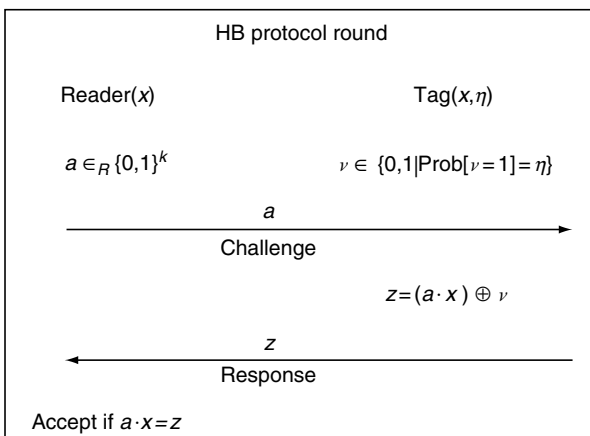 HB protocol round
Reader(x) Tag(x,η)
a ∈R {0,1}^k ν ∈ {0,1|Prob[ν=1]=η}
a
Challenge
z=(a·x) ⊕ ν
z
Response
Accept if a·x=z